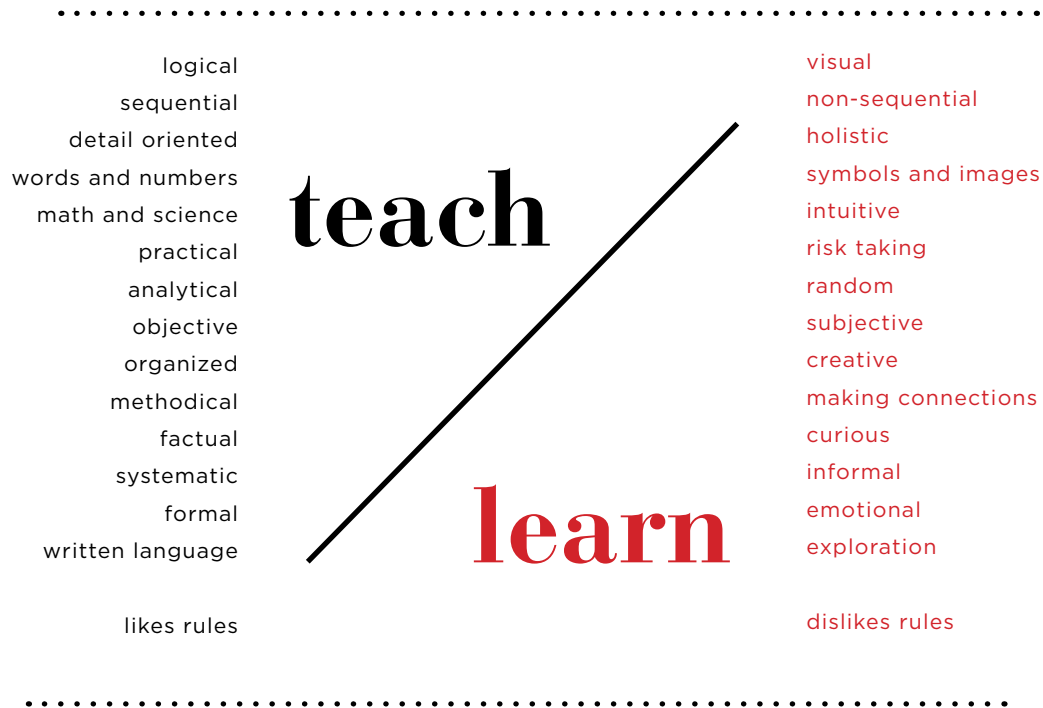 logical
sequential
detail oriented
words and numbers
math and science
practical
analytical
objective
organized
methodical
factual
systematic
formal
written language
likes rules
teach
learn
visual
non-sequential
holistic
symbols and images
intuitive
risk taking
random
subjective
creative
making connections
curious
informal
emotional
exploration
dislikes rules